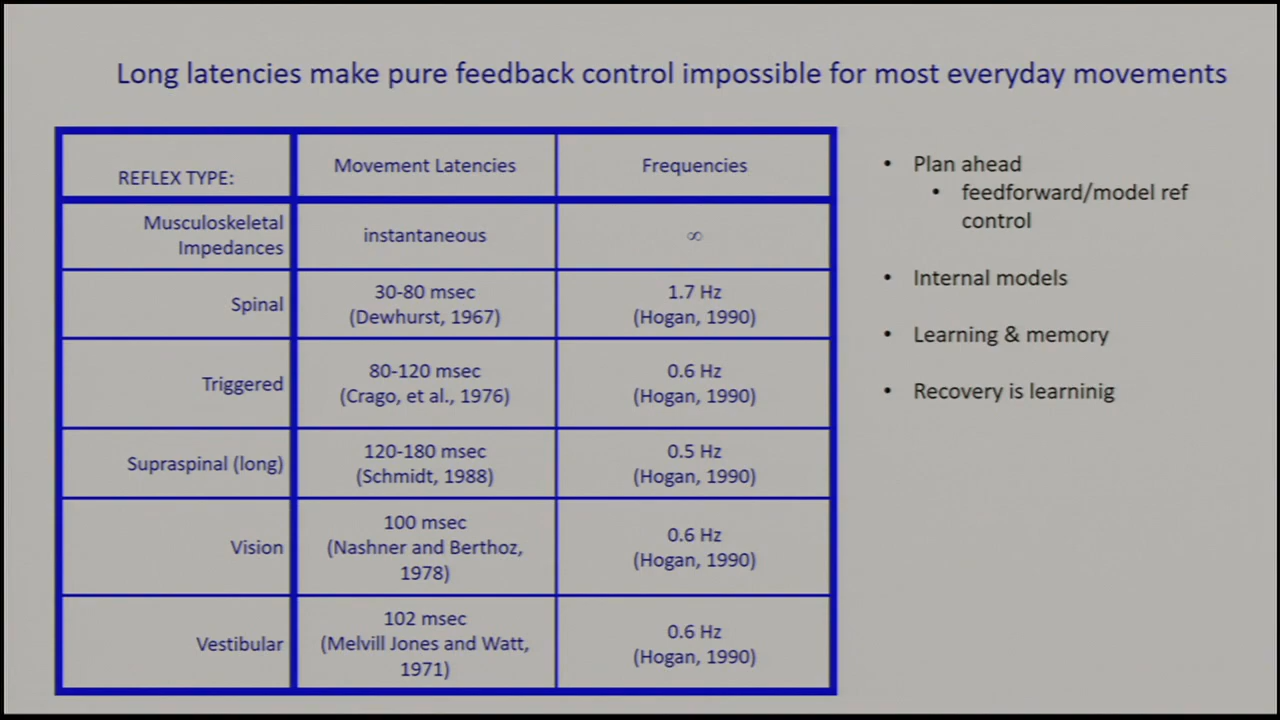 Long latencies make pure feedback control impossible for most everyday movements
REFLEX TYPE:
Movement Latencies
Frequencies
Musculoskeletal
Impedances
instantaneous
∞
Spinal
30-80 msec
(Dewhurst, 1967)
1.7 Hz
(Hogan, 1990)
Triggered
80-120 msec
(Crago, et al., 1976)
0.6 Hz
(Hogan, 1990)
Supraspinal (long)
120-180 msec
(Schmidt, 1988)
0.5 Hz
(Hogan, 1990)
Vision
100 msec
(Nashner and Berthoz,
1978)
0.6 Hz
(Hogan, 1990)
Vestibular
102 msec
(Melvill Jones and Watt,
1971)
0.6 Hz
(Hogan, 1990)
• Plan ahead
• feedforward/model ref
control
• Internal models
• Learning & memory
• Recovery is learninig